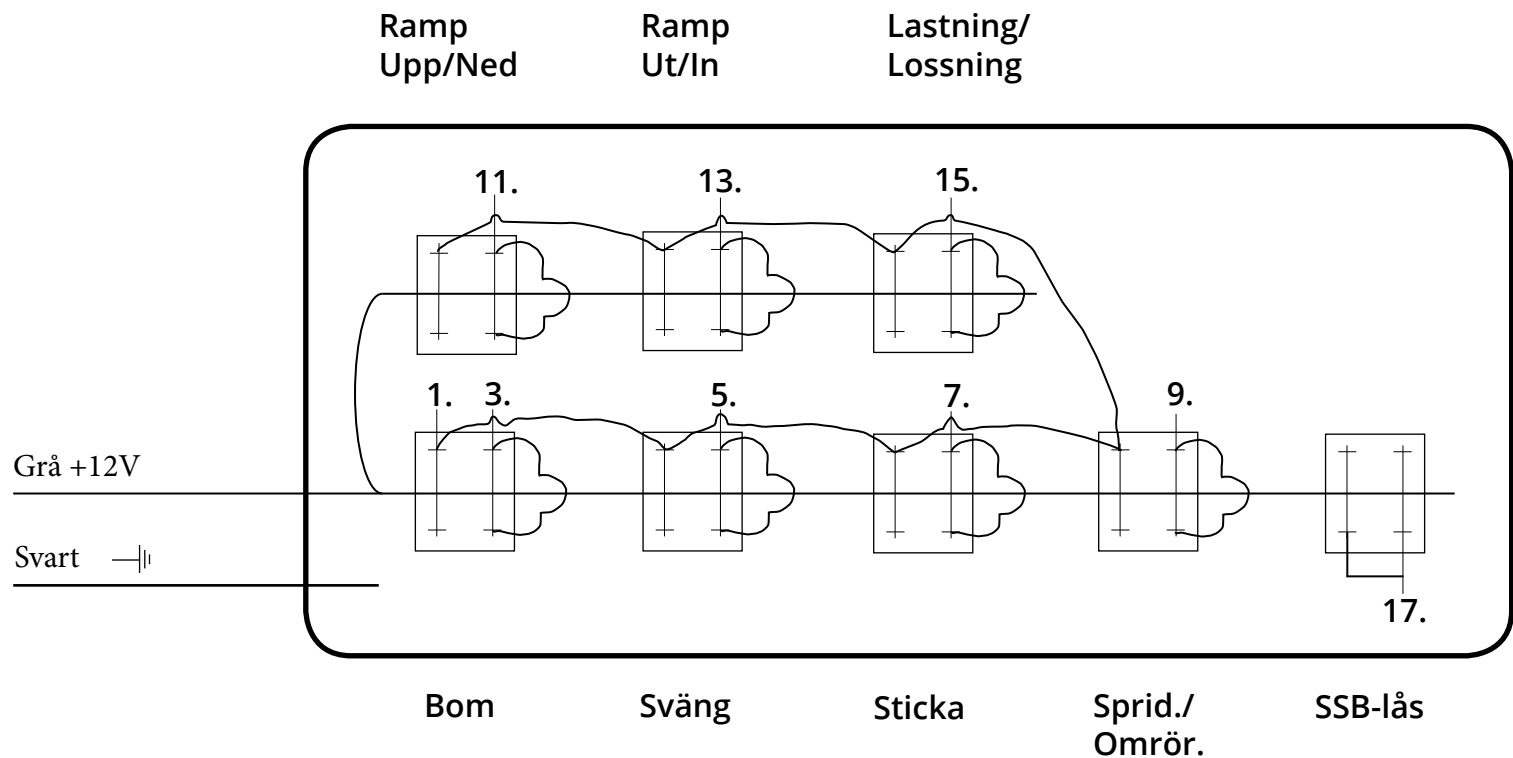 Ramp
Upp/Ned
Ramp
Ut/In
Lastning/
Lossning
11.
13.
15.
1.
3.
5.
7.
9.
Grå +12V
Svart
17.
Bom
Sväng
Sticka
Sprid./
Omrör.
SSB-lås